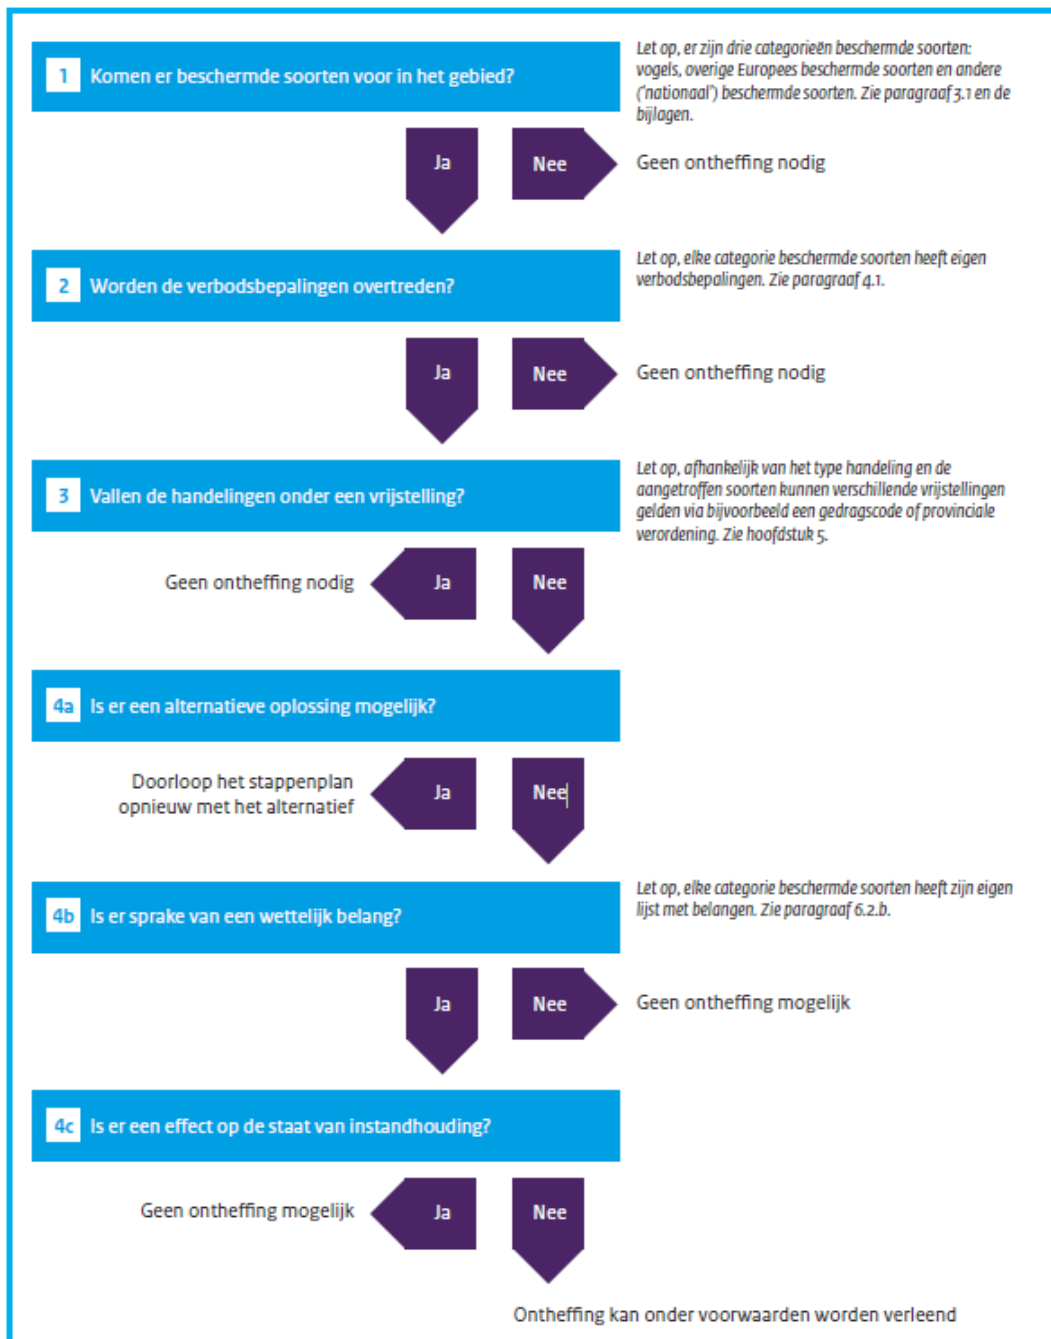 1 Komen er beschermde soorten voor in het gebied?
Let op, er zijn drie categorieën beschermde soorten:
vogels, overige Europees beschermde soorten en andere
('nationaal') beschermde soorten. Zie paragraaf 3.1 en de
bijlagen.
Ja
Nee
Geen ontheffing nodig
2 Worden de verbodsbepalingen overtreden?
Let op, elke categorie beschermde soorten heeft eigen
verbodsbepalingen. Zie paragraaf 4.1.
Ja
Nee
Geen ontheffing nodig
3 Vallen de handelingen onder een vrijstelling?
Let op, afhankelijk van het type handeling en de
aangetroffen soorten kunnen verschillende vrijstellingen
gelden via bijvoorbeeld een gedragscode of provinciale
verordening. Zie hoofdstuk 5.
Geen ontheffing nodig
Ja
Nee
4a Is er een alternatieve oplossing mogelijk?
Doorloop het stappenplan
opnieuw met het alternatief
Ja
Nee
4b Is er sprake van een wettelijk belang?
Let op, elke categorie beschermde soorten heeft zijn eigen
lijst met belangen. Zie paragraaf 6.2.b.
Ja
Nee
Geen ontheffing mogelijk
4c Is er een effect op de staat van instandhouding?
Geen ontheffing mogelijk
Ja
Nee
Ontheffing kan onder voorwaarden worden verleend